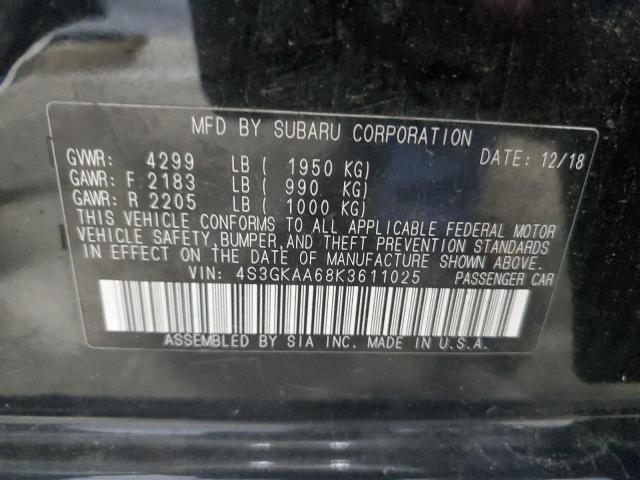 MFD BY SUBARU CORPORATION
GVWR: 4299 LB ( 1950 KG) DATE: 12/18
GAWR: F 2183 LB ( 990 KG)
GAWR: R 2205 LB ( 1000 KG)
THIS VEHICLE CONFORMS TO ALL APPLICABLE FEDERAL MOTOR
VEHICLE SAFETY, BUMPER, AND THEFT PREVENTION STANDARDS
IN EFFECT ON THE DATE OF MANUFACTURE SHOWN ABOVE.
VIN: 4S3GKAA68K3611025 PASSENGER CAR
ASSEMBLED BY SIA INC. MADE IN U.S.A.